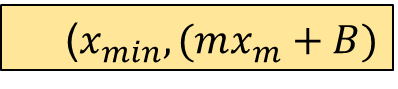 (x_{min}, (mx_m + B)